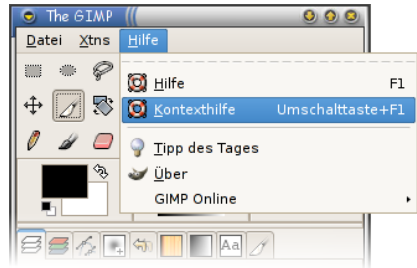 The GIMP
Datei Xtns Hilfe
Hilfe F1
Kontexthilfe Umschalttaste+F1
Tipp des Tages
Über
GIMP Online
Aa